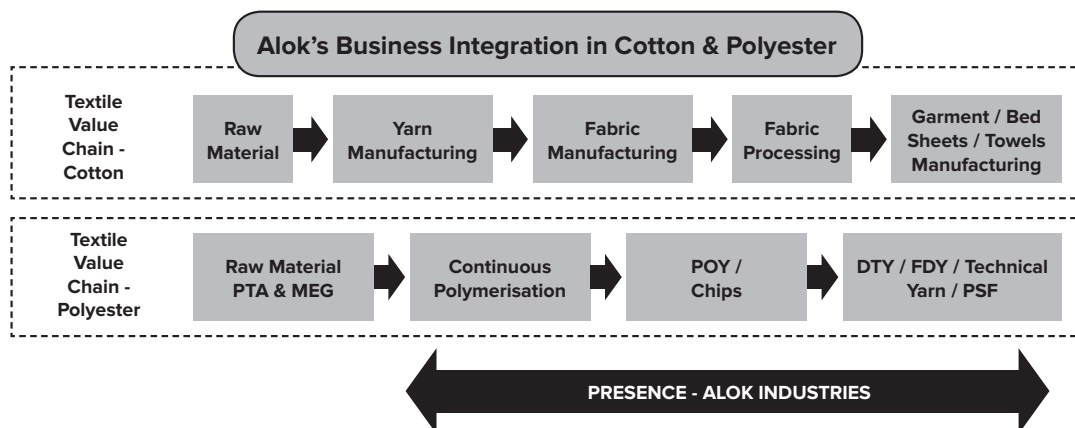 Alok's Business Integration in Cotton & Polyester
Textile
Value
Chain -
Cotton
Raw
Material
Yarn
Manufacturing
Fabric
Manufacturing
Fabric
Processing
Garment / Bed
Sheets / Towels
Manufacturing
Textile
Value
Chain -
Polyester
Raw Material
PTA & MEG
Continuous
Polymerisation
POY /
Chips
DTY / FDY / Technical
Yarn / PSF
PRESENCE - ALOK INDUSTRIES